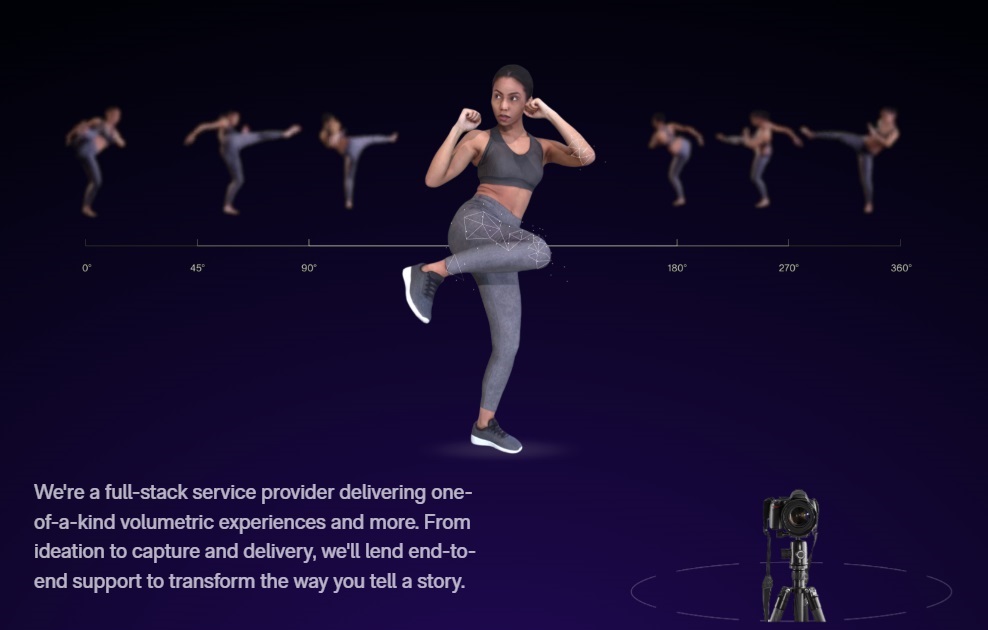 0° 45° 90° 180° 270° 360°
We're a full-stack service provider delivering one-
of-a-kind volumetric experiences and more. From
ideation to capture and delivery, we'll lend end-to-
end support to transform the way you tell a story.